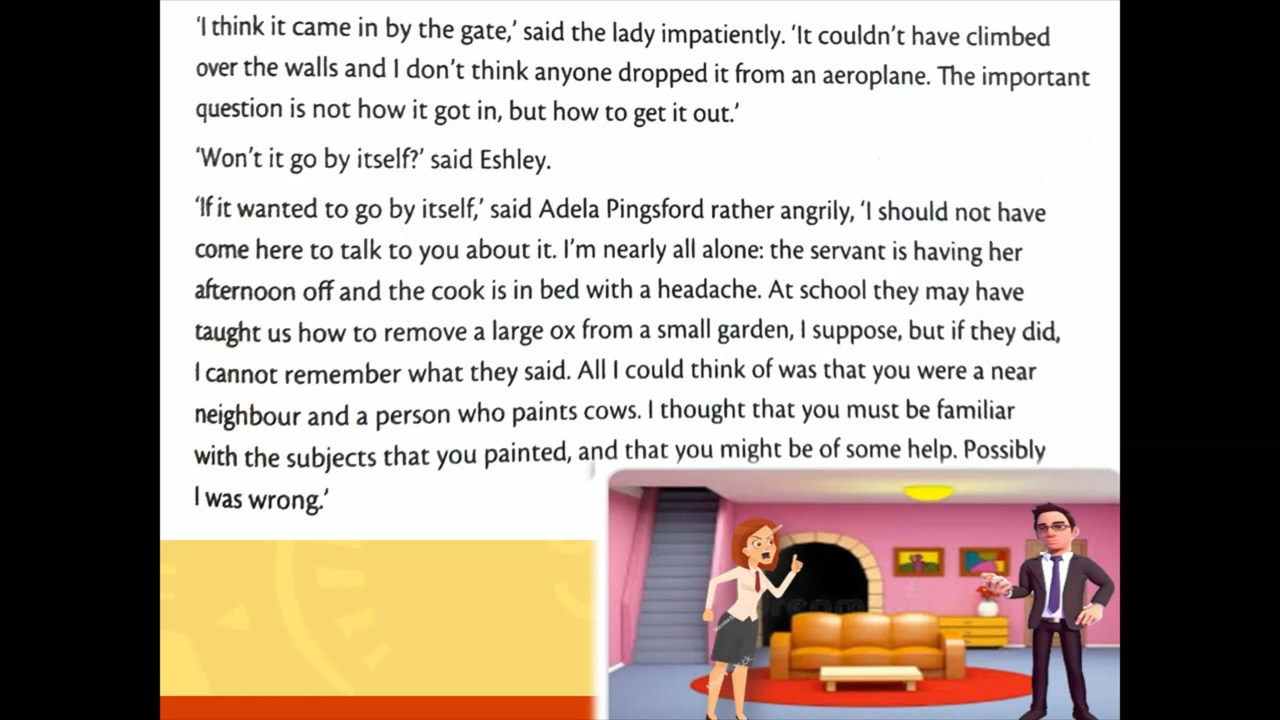 ‘I think it came in by the gate,’ said the lady impatiently. ‘It couldn’t have climbed
over the walls and I don’t think anyone dropped it from an aeroplane. The important
question is not how it got in, but how to get it out.’
‘Won’t it go by itself?’ said Eshley.
‘If it wanted to go by itself,’ said Adela Pingsford rather angrily, ‘I should not have
come here to talk to you about it. I’m nearly all alone: the servant is having her
afternoon off and the cook is in bed with a headache. At school they may have
taught us how to remove a large ox from a small garden, I suppose, but if they did,
I cannot remember what they said. All I could think of was that you were a near
neighbour and a person who paints cows. I thought that you must be familiar
with the subjects that you painted, and that you might be of some help. Possibly
I was wrong.’